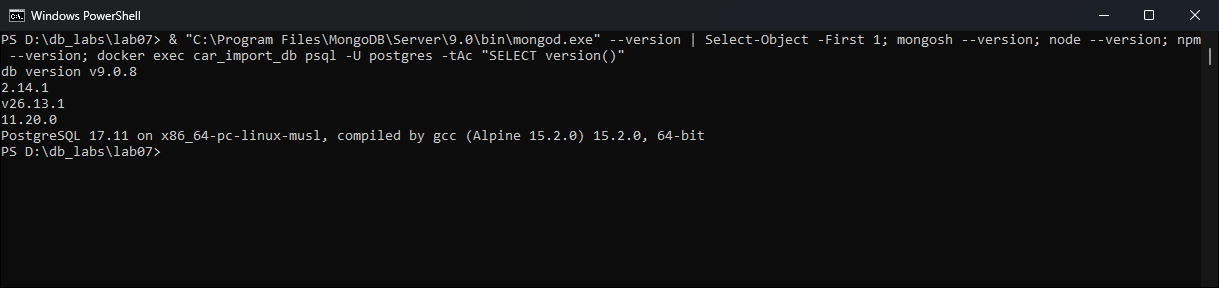 Windows PowerShell
PS D:\db_labs\lab07> & "C:\Program Files\MongoDB\Server\9.0\bin\mongod.exe" --version | Select-Object -First 1; mongosh --version; node --version; npm
 --version; docker exec car_import_db psql -U postgres -tAc "SELECT version()"
db version v9.0.8
2.14.1
v26.13.1
11.20.0
PostgreSQL 17.11 on x86_64-pc-linux-musl, compiled by gcc (Alpine 15.2.0) 15.2.0, 64-bit
PS D:\db_labs\lab07>